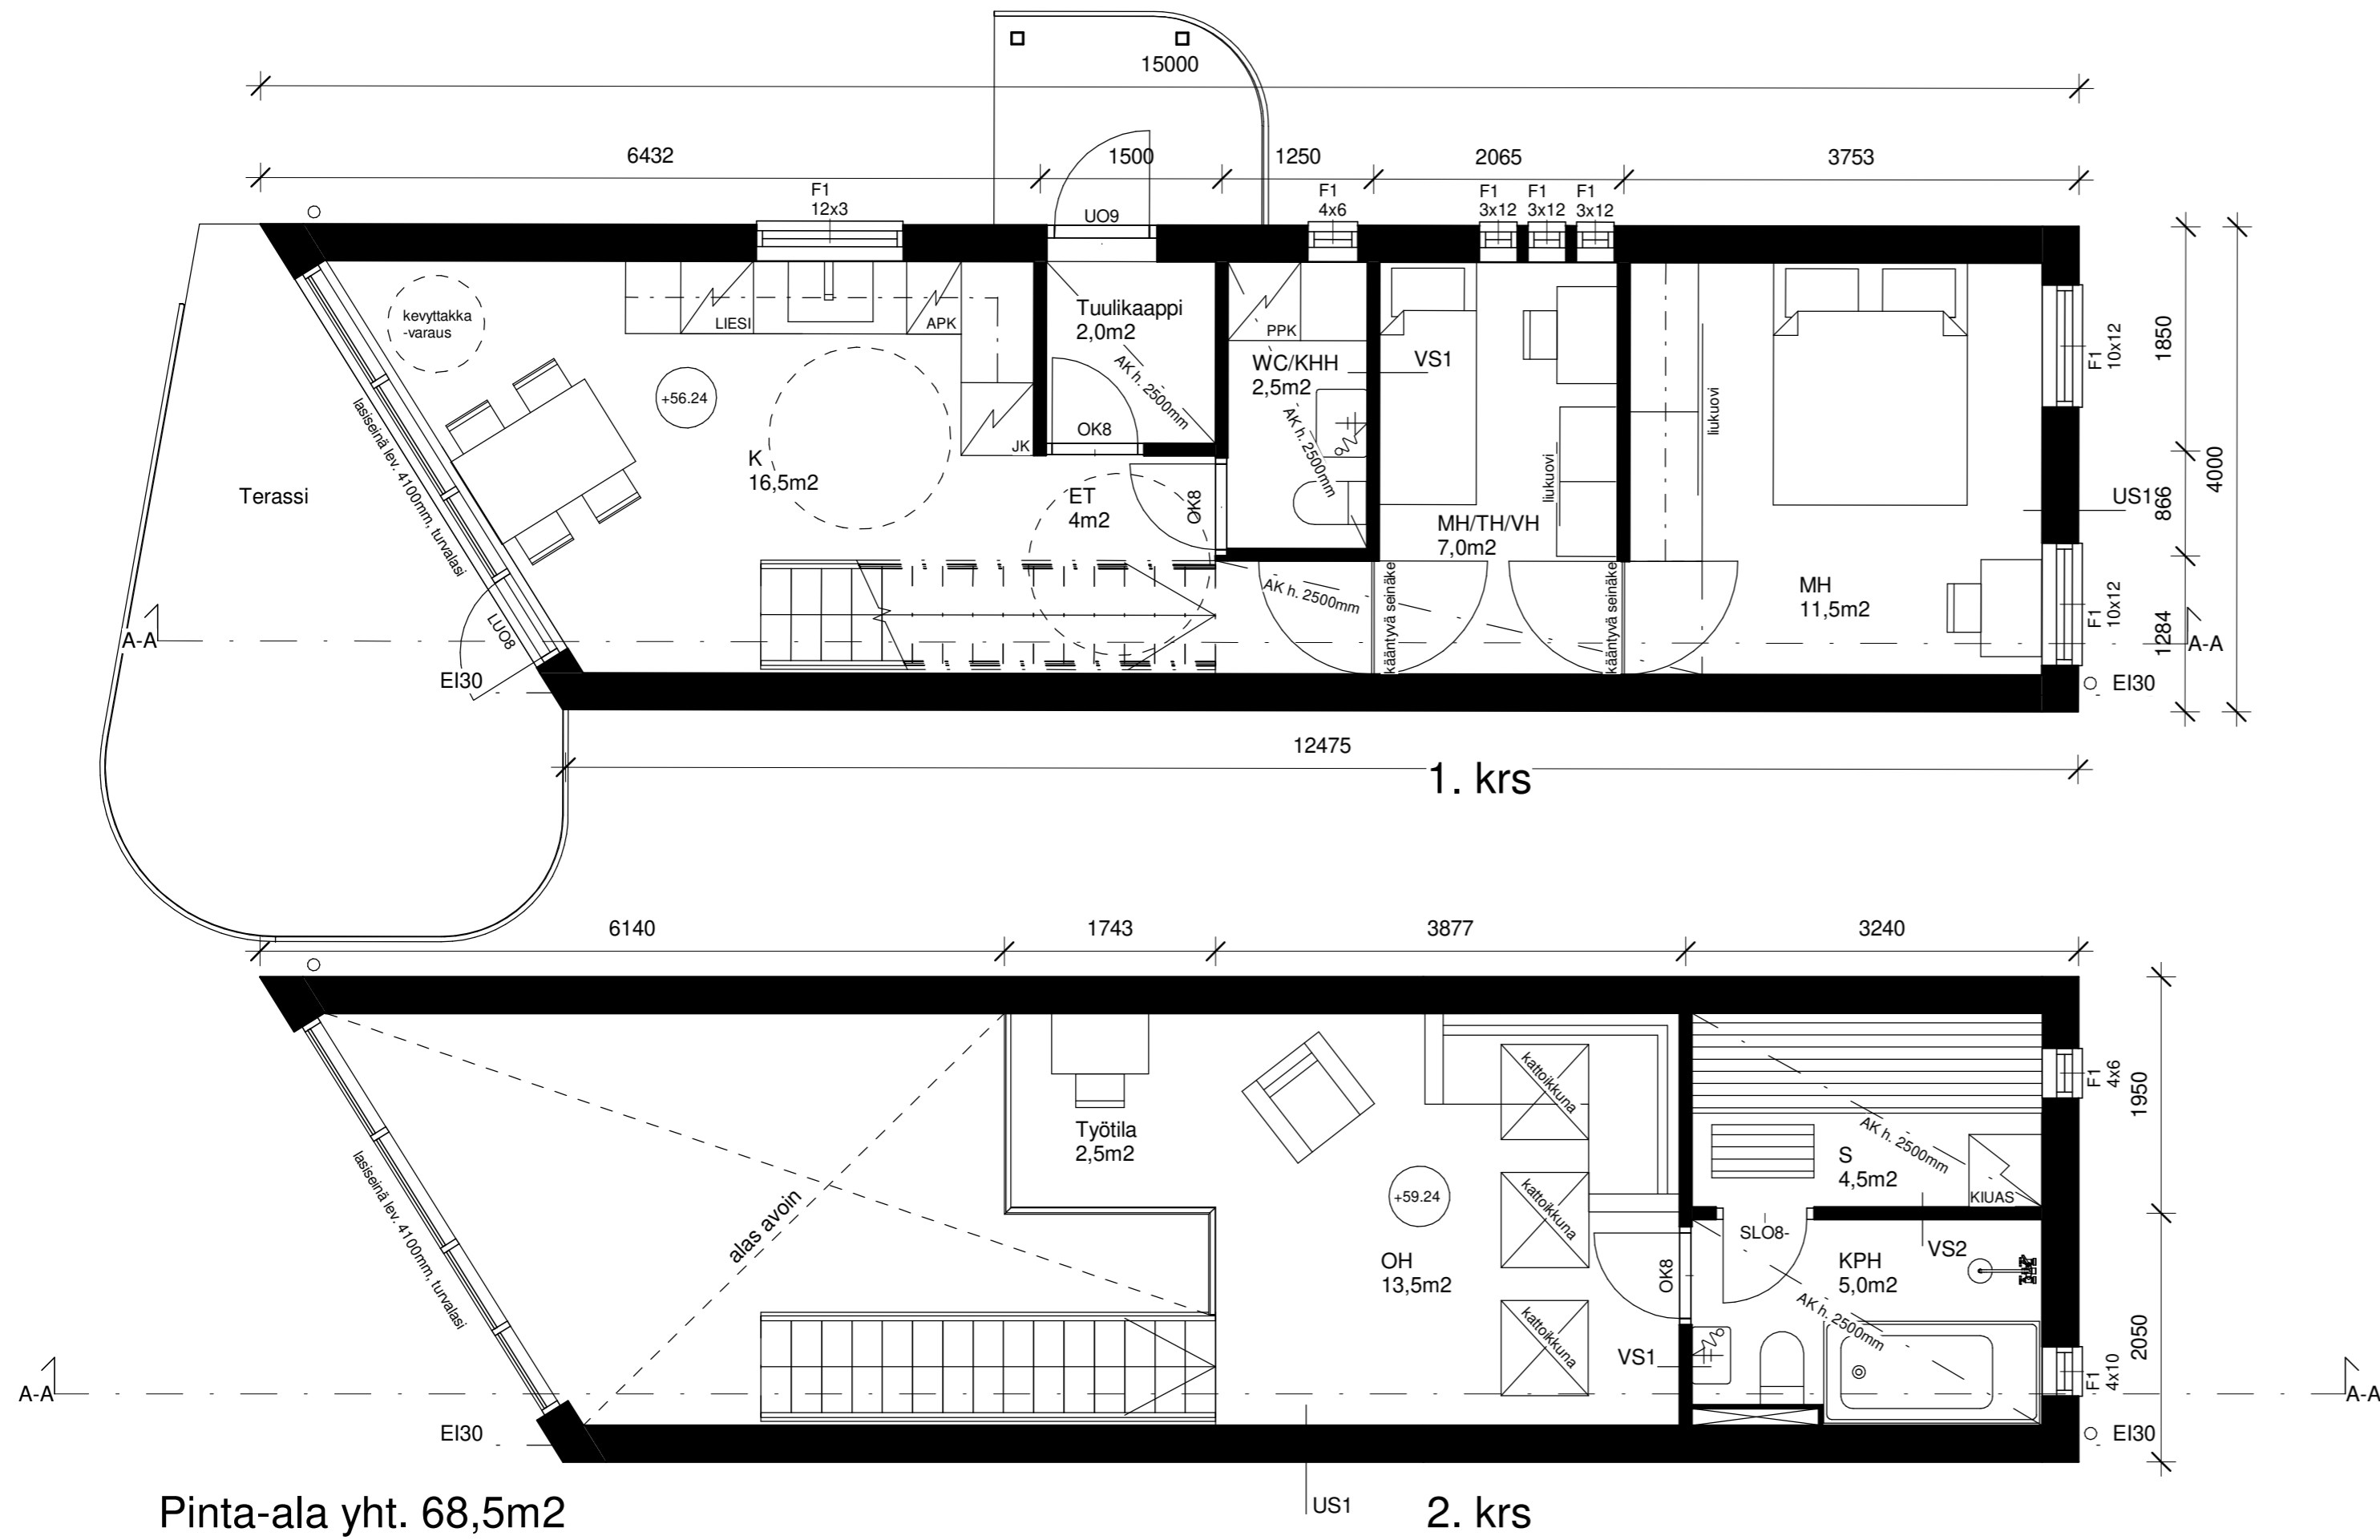 15000
6432
1500
1250
2065
3753
F1
12x3
UO9
F1
4x6
F1
3x12
F1
3x12
F1
3x12
kevyttakka
-varaus
LIESI
APK
Tuulikaappi
2,0m2
AK h. 2500mm
PPK
WC/KHH
2,5m2
AK h. 2500mm
VS1
liukuovi
F1
10x12
1850
+56.24
OK8
JK
K
16,5m2
lasiseinä lev. 4100mm, turvalasi
Terassi
ET
4m2
OK8
MH/TH/VH
7,0m2
liukuovi
US1
866
4000
AK h. 2500mm
kääntyvä seinäke
kääntyvä seinäke
MH
11,5m2
F1
10x12
1284
LUO8
A-A
A-A
EI30
EI30
12475
1. krs
6140
1743
3877
3240
kattoikkuna
F1
4x6
1950
Työtila
2,5m2
AK h. 2500mm
S
4,5m2
KIUAS
lasiseinä lev. 4100mm, turvalasi
alas avoin
+59.24
kattoikkuna
SLO8-
VS2
OH
13,5m2
OK8
KPH
5,0m2
AK h. 2500mm
kattoikkuna
VS1
F1
4x10
2050
A-A
A-A
EI30
EI30
US1
Pinta-ala yht. 68,5m2
2. krs